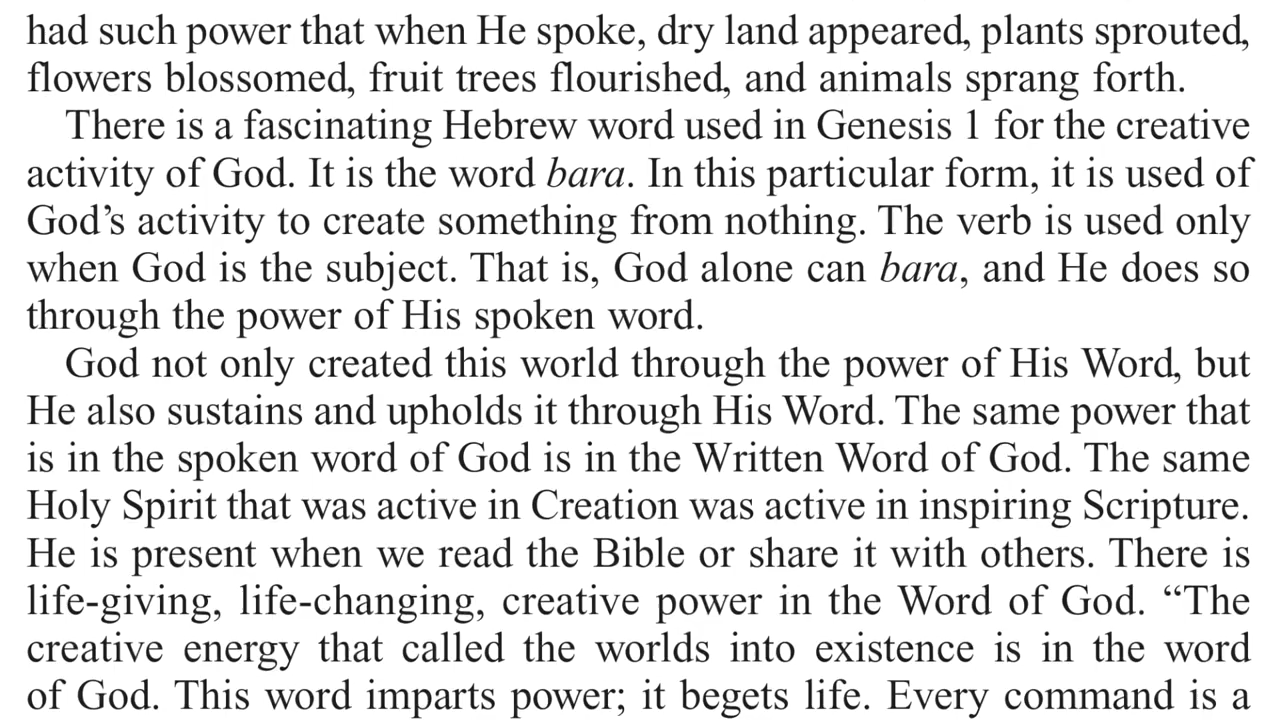 had such power that when He spoke, dry land appeared, plants sprouted,
flowers blossomed, fruit trees flourished, and animals sprang forth.
There is a fascinating Hebrew word used in Genesis 1 for the creative
activity of God. It is the word bara. In this particular form, it is used of
God’s activity to create something from nothing. The verb is used only
when God is the subject. That is, God alone can bara, and He does so
through the power of His spoken word.
God not only created this world through the power of His Word, but
He also sustains and upholds it through His Word. The same power that
is in the spoken word of God is in the Written Word of God. The same
Holy Spirit that was active in Creation was active in inspiring Scripture.
He is present when we read the Bible or share it with others. There is
life-giving, life-changing, creative power in the Word of God. “The
creative energy that called the worlds into existence is in the word
of God. This word imparts power; it begets life. Every command is a